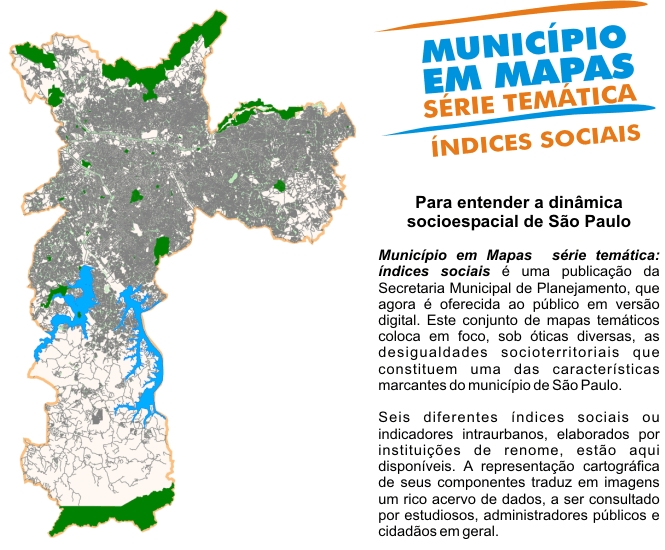 MUNICÍPIO
EM MAPAS
SÉRIE TEMÁTICA
ÍNDICES SOCIAIS
Para entender a dinâmica
socioespacial de São Paulo
Município em Mapas série temática:
índices sociais é uma publicação da
Secretaria Municipal de Planejamento, que
agora é oferecida ao público em versão
digital. Este conjunto de mapas temáticos
coloca em foco, sob óticas diversas, as
desigualdades socioterritoriais que
constituem uma das características
marcantes do município de São Paulo.
Seis diferentes índices sociais ou
indicadores intraurbanos, elaborados por
instituições de renome, estão aqui
disponíveis. A representação cartográfica
de seus componentes traduz em imagens
um rico acervo de dados, a ser consultado
por estudiosos, administradores públicos e
cidadãos em geral.